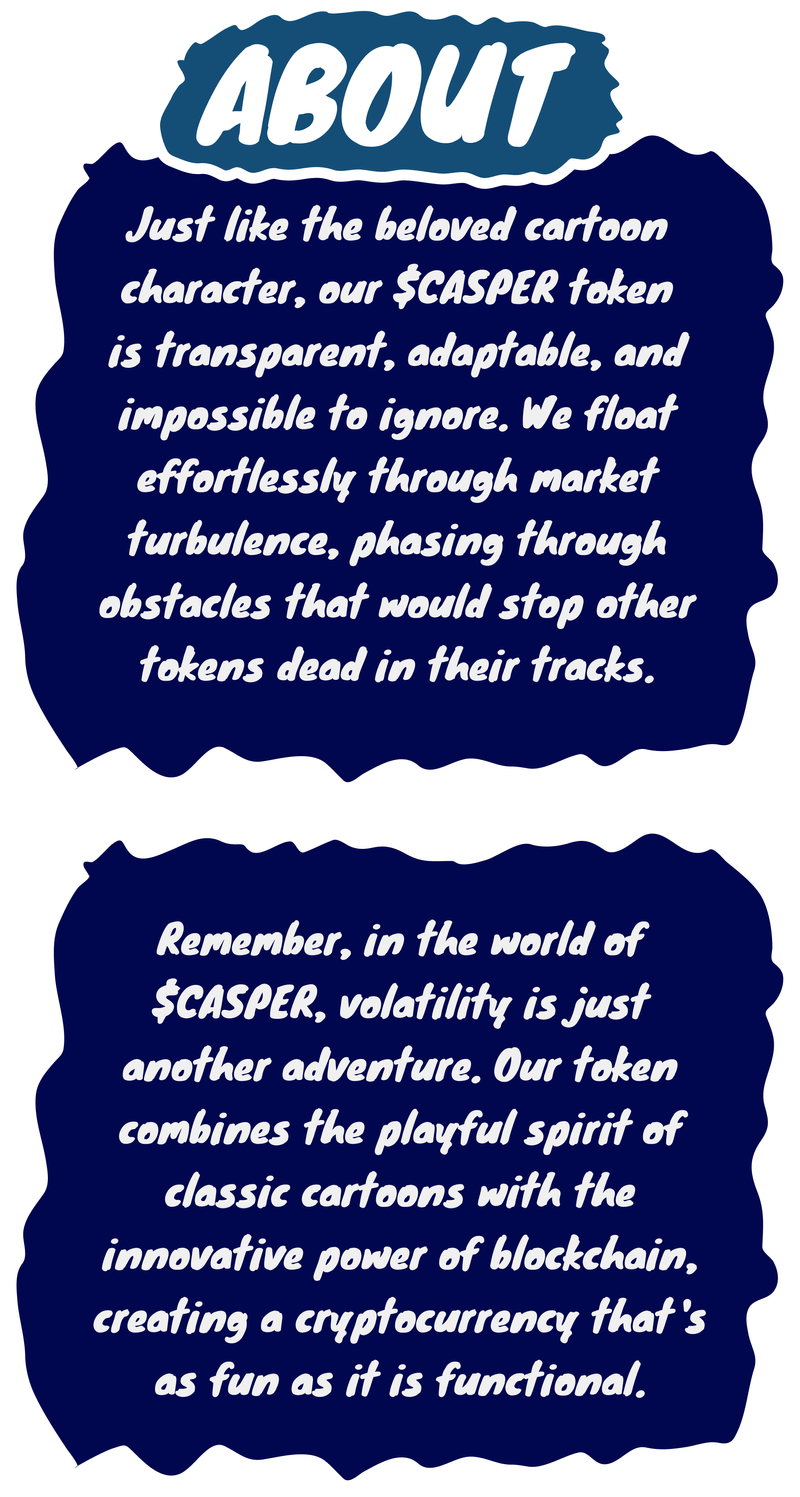 ABOUT
Just like the beloved cartoon
character, our $CASPER token
is transparent, adaptable, and
impossible to ignore. We float
effortlessly through market
turbulence, phasing through
obstacles that would stop other
tokens dead in their tracks.
Remember, in the world of
$CASPER, volatility is just
another adventure. Our token
combines the playful spirit of
classic cartoons with the
innovative power of blockchain,
creating a cryptocurrency that's
as fun as it is functional.